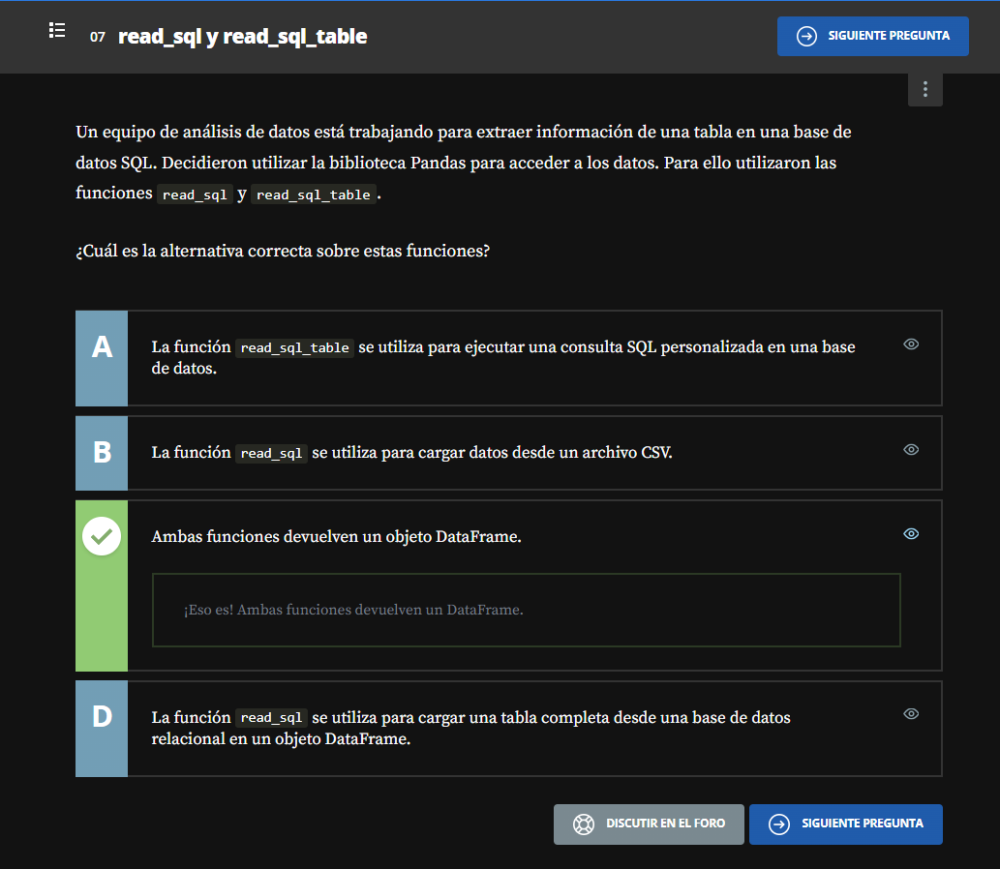 07 read_sql y read_sql_table
SIGUIENTE PREGUNTA
Un equipo de análisis de datos está trabajando para extraer información de una tabla en una base de
datos SQL. Decidieron utilizar la biblioteca Pandas para acceder a los datos. Para ello utilizaron las
funciones read_sql y read_sql_table .
¿Cuál es la alternativa correcta sobre estas funciones?
A
La función read_sql_table se utiliza para ejecutar una consulta SQL personalizada en una base
de datos.
B
La función read_sql se utiliza para cargar datos desde un archivo CSV.
Ambas funciones devuelven un objeto DataFrame.
¡Eso es! Ambas funciones devuelven un DataFrame.
D
La función read_sql se utiliza para cargar una tabla completa desde una base de datos
relacional en un objeto DataFrame.
DISCUTIR EN EL FORO
SIGUIENTE PREGUNTA